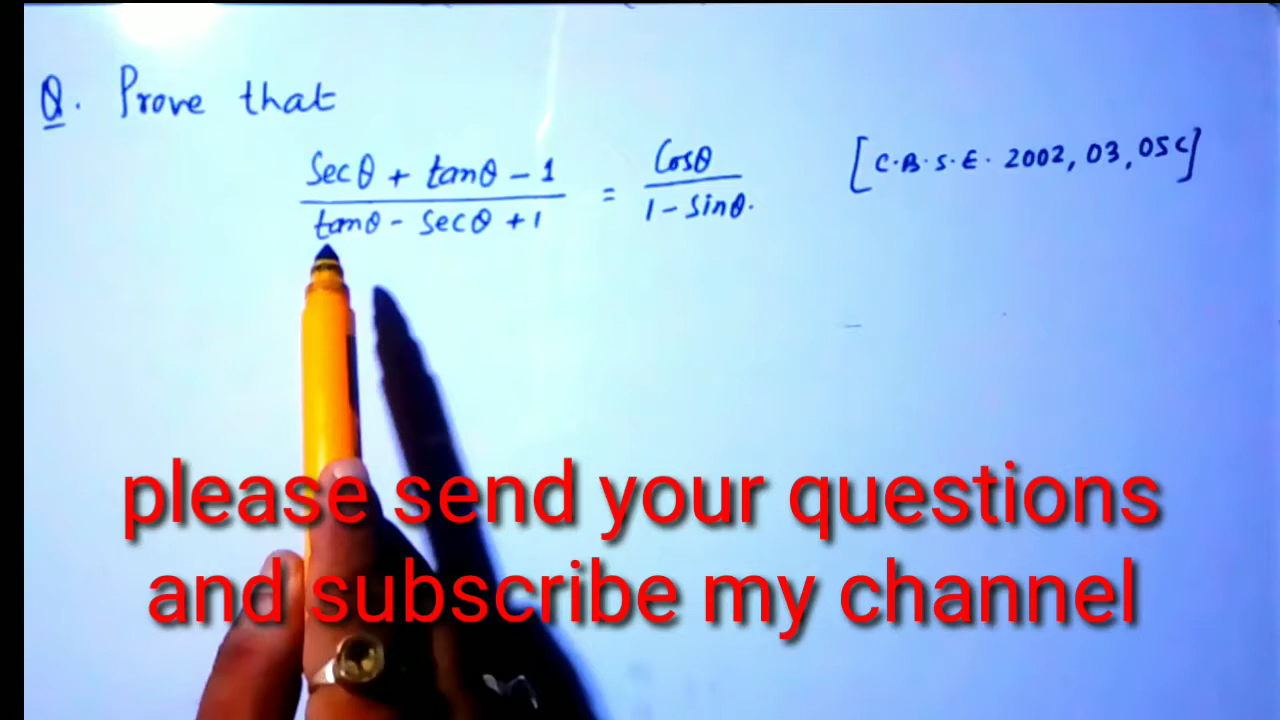 Q. Prove that
Secθ + tanθ - 1
tanθ - Secθ + 1
=
Cosθ
1 - Sinθ.
[C.B.S.E. 2002, 03, 05C]
please send your questions
and subscribe my channel